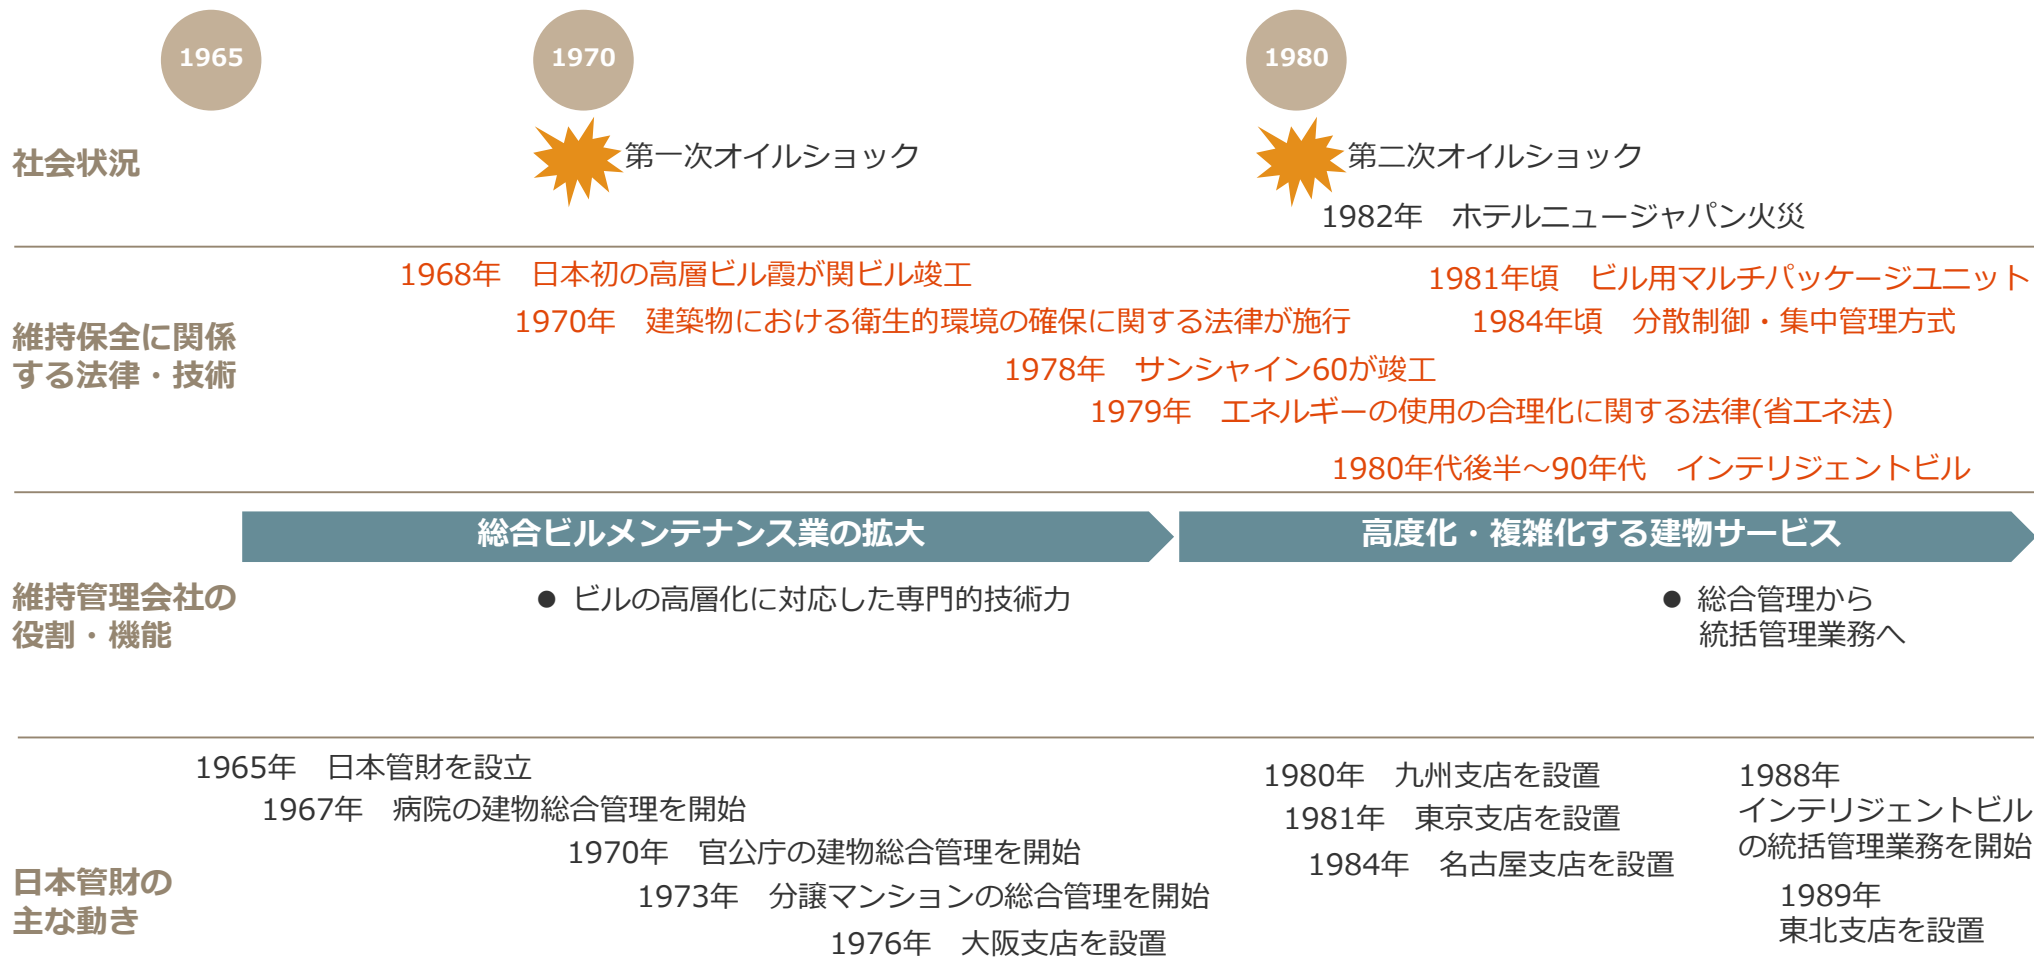 1965
1970
1980
社会状況
第一次オイルショック
第二次オイルショック
1982年　ホテルニュージャパン火災
維持保全に関係
する法律・技術
1968年　日本初の高層ビル霞が関ビル竣工
1981年頃　ビル用マルチパッケージユニット
1970年　建築物における衛生的環境の確保に関する法律が施行
1984年頃　分散制御・集中管理方式
1978年　サンシャイン60が竣工
1979年　エネルギーの使用の合理化に関する法律(省エネ法)
1980年代後半～90年代　インテリジェントビル
総合ビルメンテナンス業の拡大
高度化・複雑化する建物サービス
維持管理会社の
役割・機能
● ビルの高層化に対応した専門的技術力
● 総合管理から
統括管理業務へ
日本管財の
主な動き
1965年　日本管財を設立
1967年　病院の建物総合管理を開始
1970年　官公庁の建物総合管理を開始
1973年　分譲マンションの総合管理を開始
1976年　大阪支店を設置
1980年　九州支店を設置
1981年　東京支店を設置
1984年　名古屋支店を設置
1988年
インテリジェントビル
の統括管理業務を開始
1989年
東北支店を設置